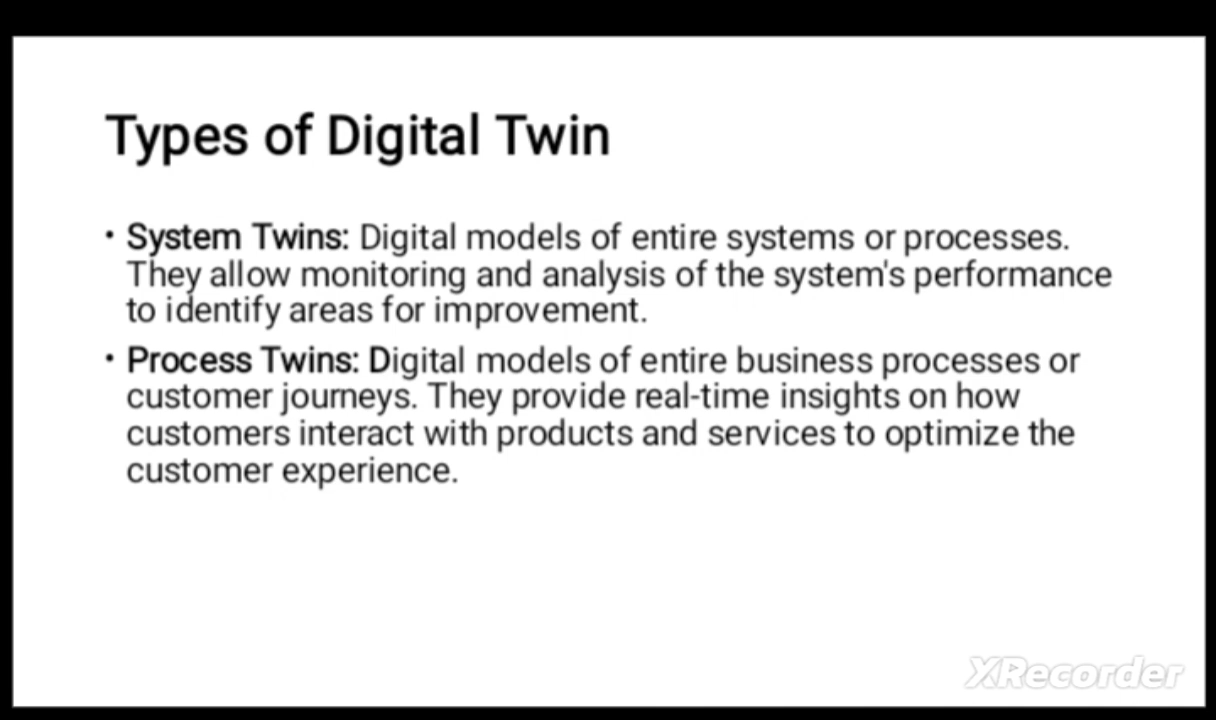 Types of Digital Twin
• System Twins: Digital models of entire systems or processes.
They allow monitoring and analysis of the system's performance
to identify areas for improvement.
• Process Twins: Digital models of entire business processes or
customer journeys. They provide real-time insights on how
customers interact with products and services to optimize the
customer experience.
XRecorder